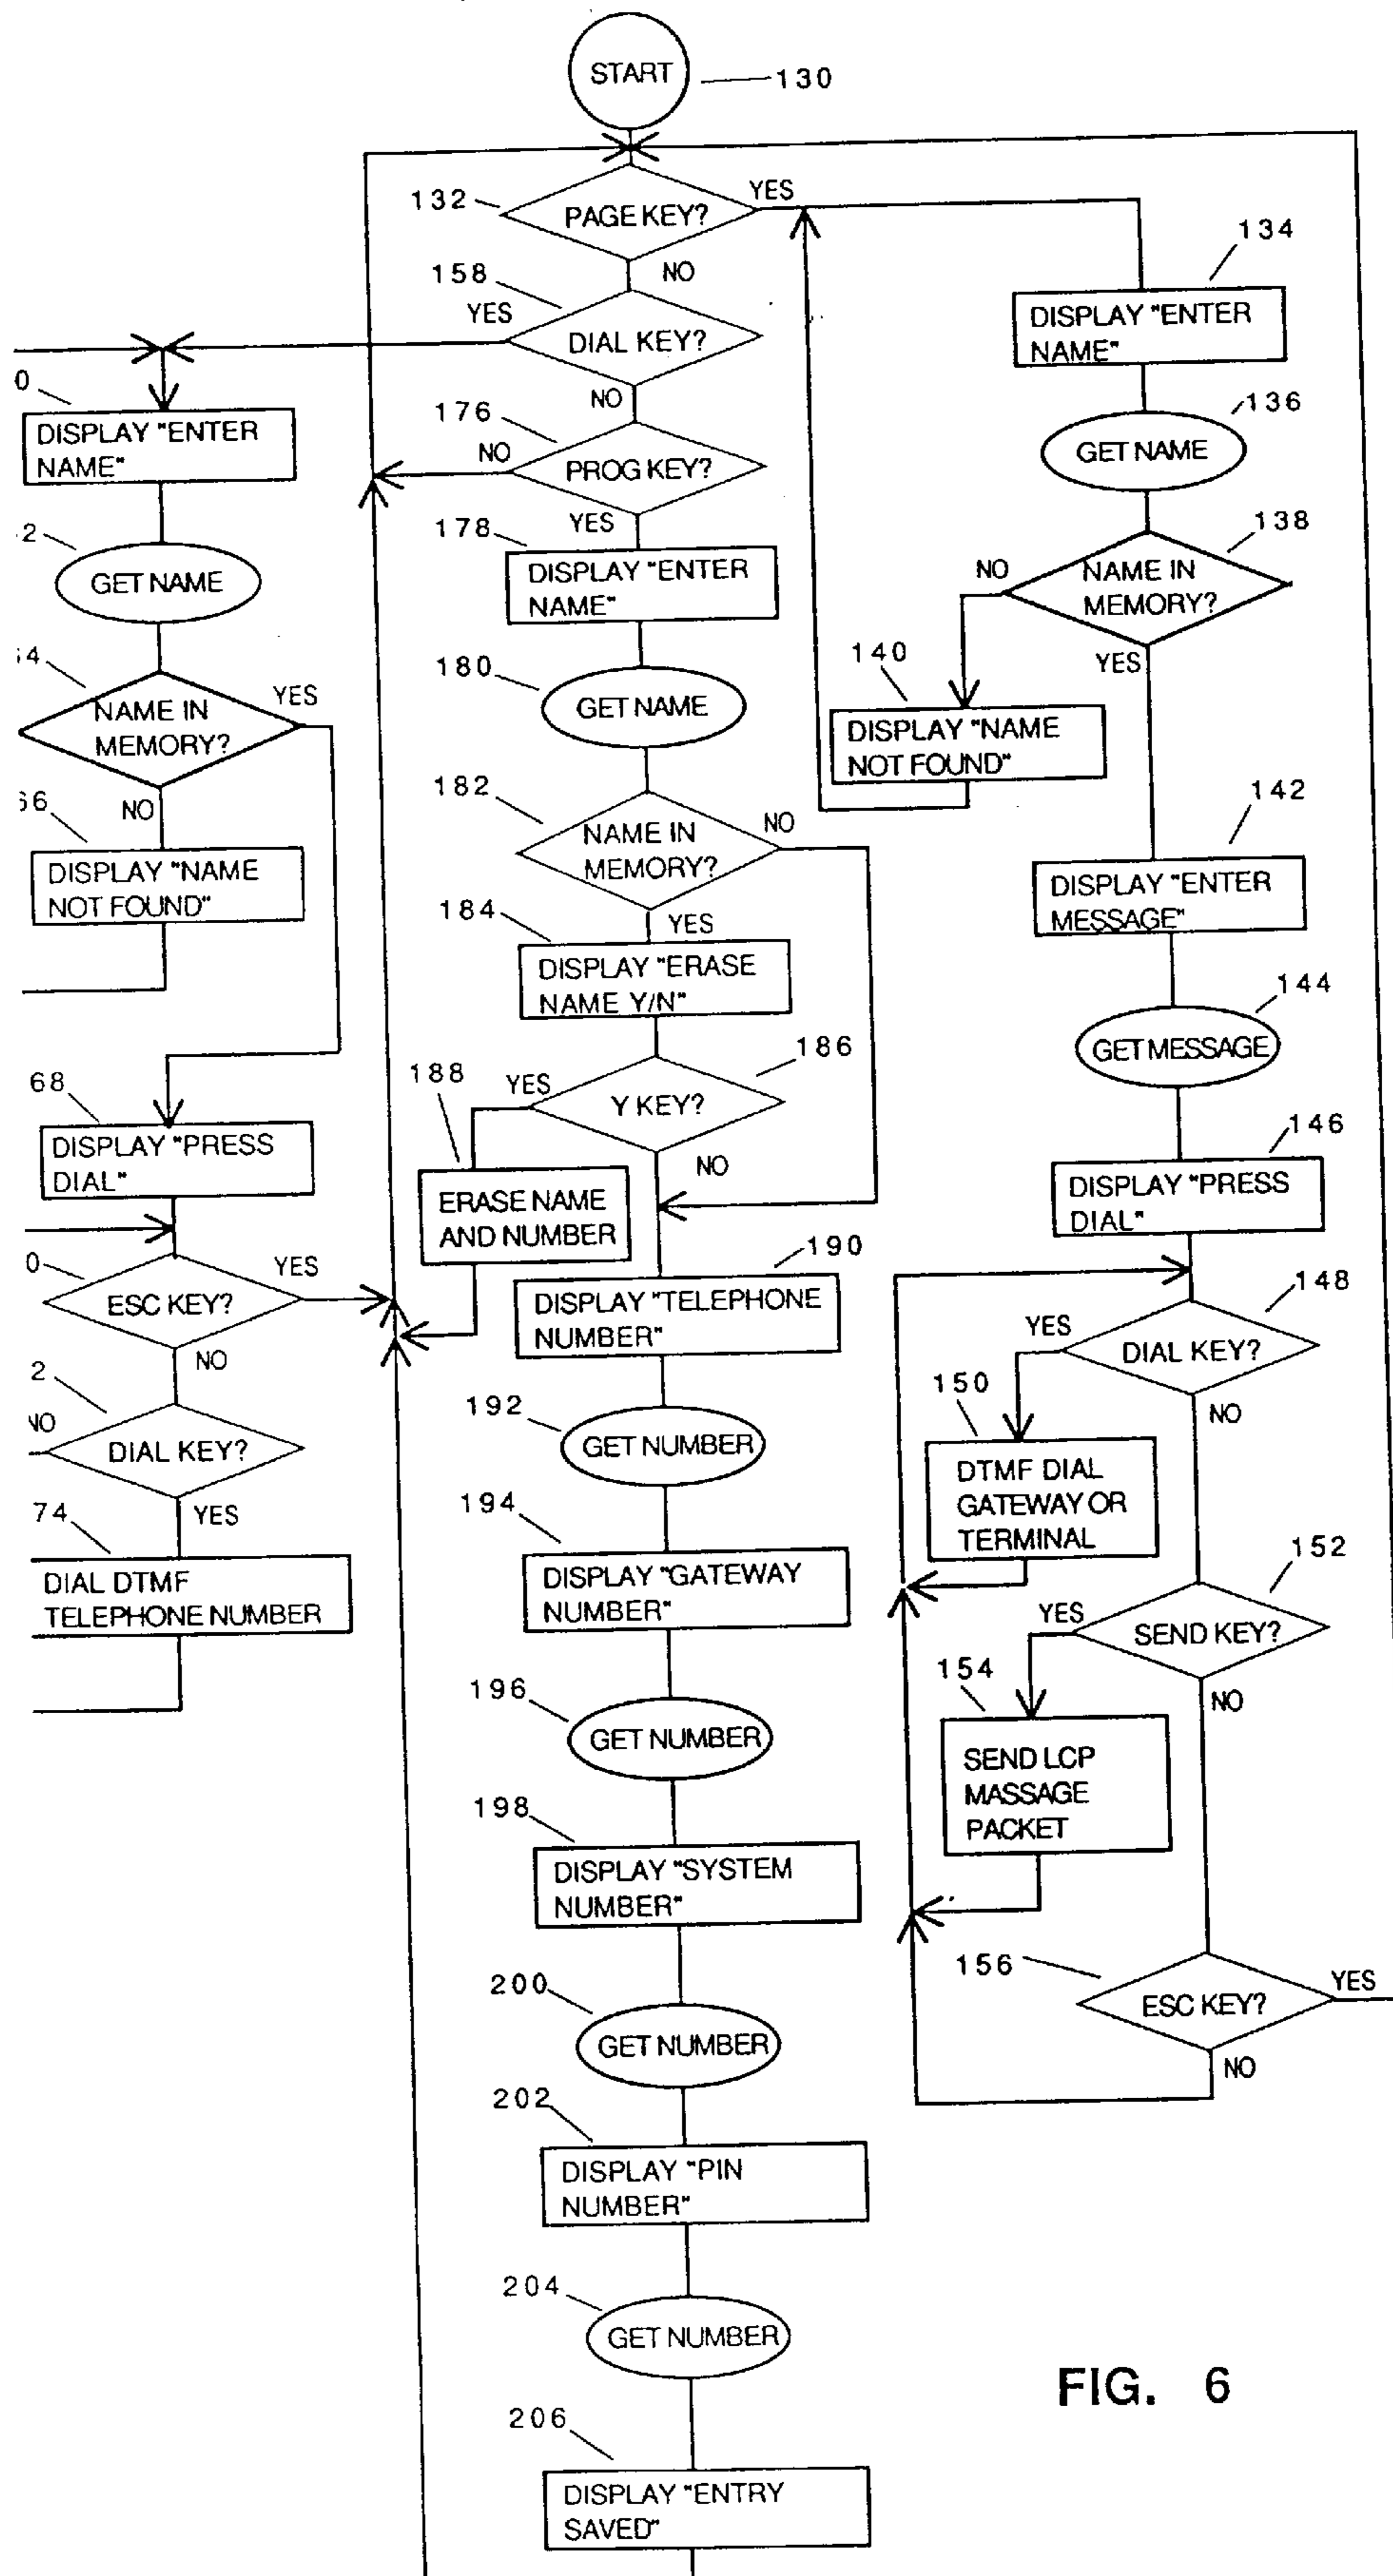 START
130
132
PAGE KEY?
YES
NO
158
YES
DIAL KEY?
NO
176
NO
PROG KEY?
YES
178
DISPLAY "ENTER
NAME"
180
GET NAME
182
NAME IN
MEMORY?
NO
184
YES
DISPLAY "ERASE
NAME Y/N"
186
188
YES
Y KEY?
NO
ERASE NAME
AND NUMBER
190
DISPLAY "TELEPHONE
NUMBER"
192
GET NUMBER
194
DISPLAY "GATEWAY
NUMBER"
196
GET NUMBER
198
DISPLAY "SYSTEM
NUMBER"
200
GET NUMBER
202
DISPLAY "PIN
NUMBER"
204
GET NUMBER
206
DISPLAY "ENTRY
SAVED"
0
DISPLAY "ENTER
NAME"
2
GET NAME
64
NAME IN
MEMORY?
YES
NO
66
DISPLAY "NAME
NOT FOUND"
68
DISPLAY "PRESS
DIAL"
0
ESC KEY?
YES
NO
2
NO
DIAL KEY?
YES
74
DIAL DTMF
TELEPHONE NUMBER
134
DISPLAY "ENTER
NAME"
136
GET NAME
138
NO
NAME IN
MEMORY?
YES
140
DISPLAY "NAME
NOT FOUND"
142
DISPLAY "ENTER
MESSAGE"
144
GET MESSAGE
146
DISPLAY "PRESS
DIAL"
148
YES
DIAL KEY?
NO
150
DTMF DIAL
GATEWAY OR
TERMINAL
152
YES
SEND KEY?
NO
154
SEND LCP
MASSAGE
PACKET
156
ESC KEY?
YES
NO
FIG. 6